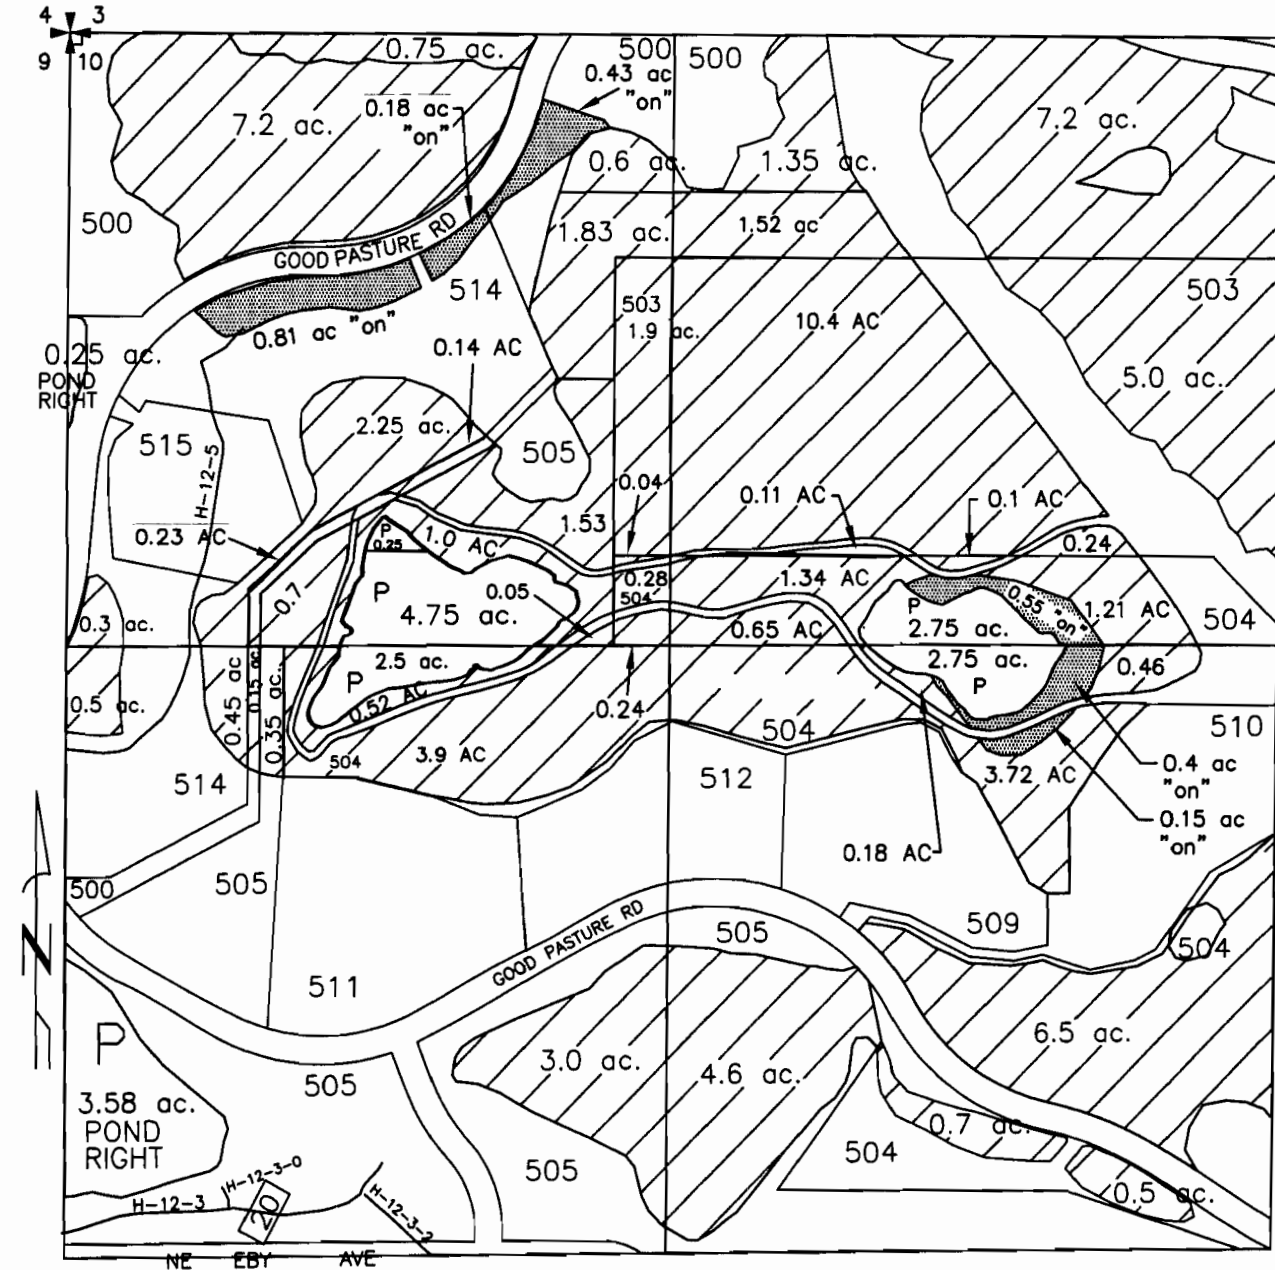 4 3
9 10
0.75 ac.
500
500
0.43 ac
"on"
0.18 ac
"on"
7.2 ac.
7.2 ac.
0.6 ac.
1.35 ac.
500
GOOD PASTURE RD
1.83 ac.
1.52 ac
514
503
1.9 ac.
503
0.81 ac "on"
10.4 AC
0.25 ac.
POND
RIGHT
0.14 AC
5.0 ac.
2.25 ac.
515
H-12-5
505
0.04
0.11 AC
0.1 AC
0.23 AC
1.53
P
0.25
1.0 AC
0.24
0.28
504
1.34 AC
0.7
P
4.75 ac.
0.05
0.55 "on"
1.21 AC
P
2.75 ac.
504
0.3 ac.
0.65 AC
2.5 ac.
P
2.75 ac.
P
0.46
0.45 ac
0.15 ac.
0.35 ac.
0.5 ac.
0.52 AC
0.24
504
510
504
3.9 AC
514
512
3.72 AC
0.4 ac
"on"
0.15 ac
"on"
0.18 AC
500
505
N
509
504
505
GOOD PASTURE RD
511
P
6.5 ac.
3.0 ac.
4.6 ac.
505
3.58 ac.
POND
RIGHT
0.7 ac.
504
505
0.5 ac.
H-12-3-0
H-12-3
20
H-12-3-2
NE EBY AVE